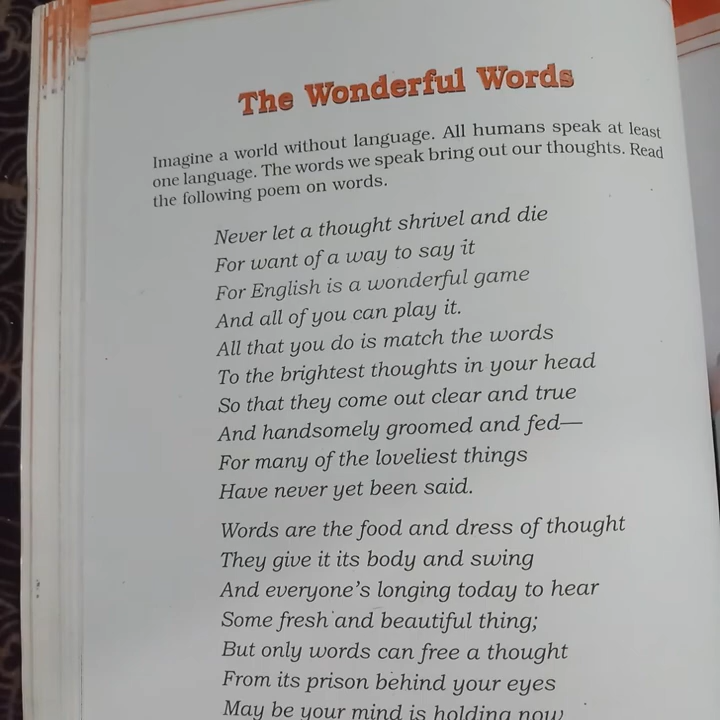 The Wonderful Words
Imagine a world without language. All humans speak at least
one language. The words we speak bring out our thoughts. Read
the following poem on words.
Never let a thought shrivel and die
For want of a way to say it
For English is a wonderful game
And all of you can play it.
All that you do is match the words
To the brightest thoughts in your head
So that they come out clear and true
And handsomely groomed and fed—
For many of the loveliest things
Have never yet been said.
Words are the food and dress of thought
They give it its body and swing
And everyone's longing today to hear
Some fresh and beautiful thing;
But only words can free a thought
From its prison behind your eyes
May be your mind is holding now